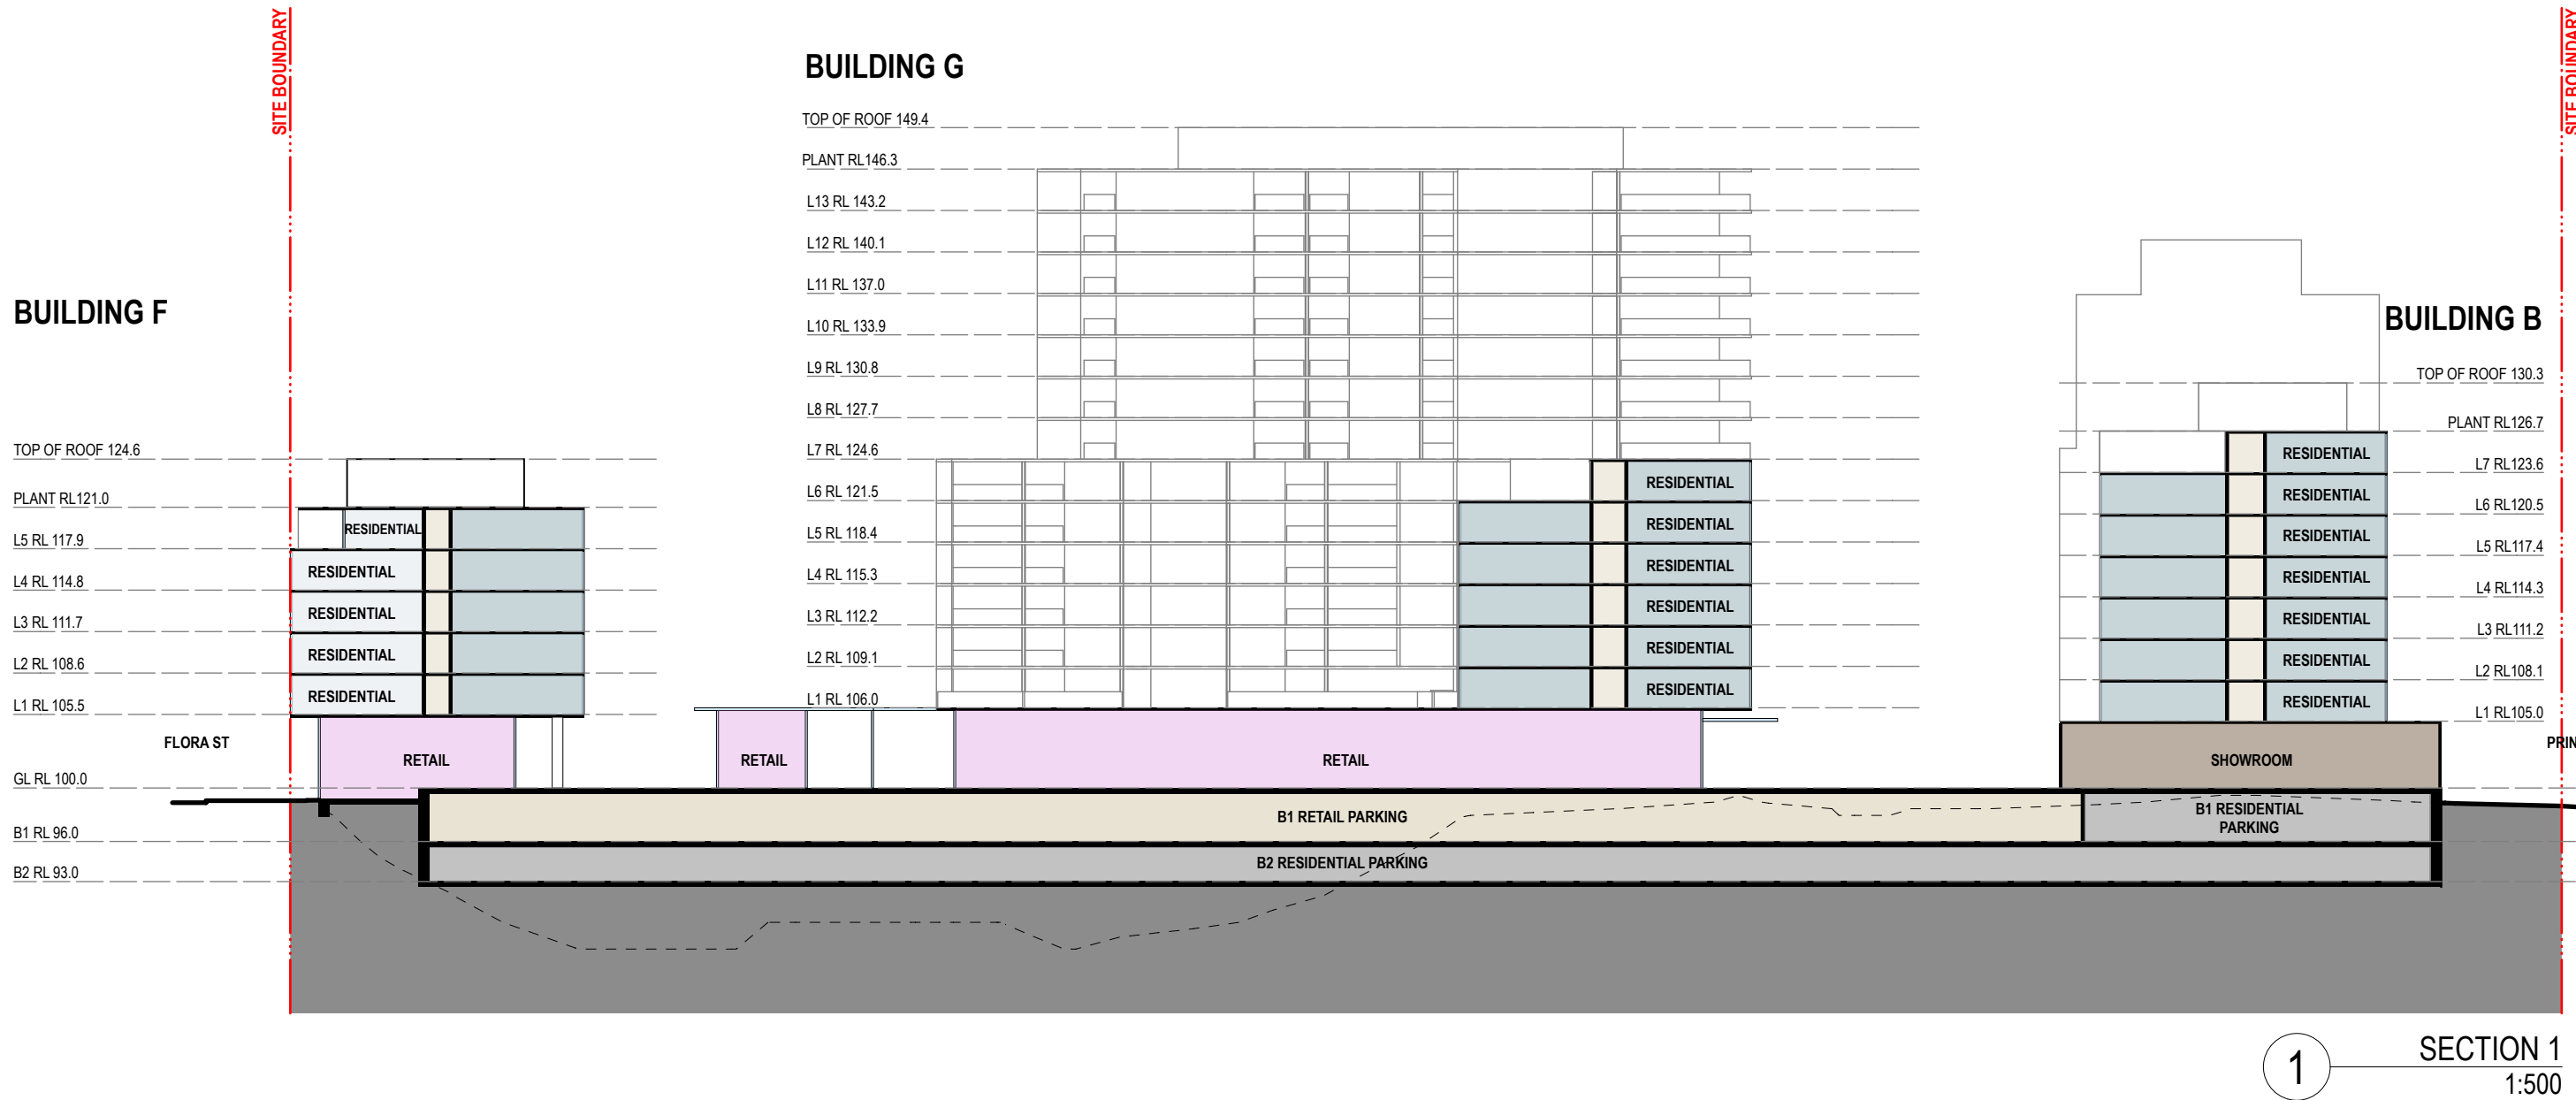 SITE BOUNDARY
SITE BOUNDARY
BUILDING G
TOP OF ROOF 149.4
PLANT RL146.3
L13 RL 143.2
L12 RL 140.1
L11 RL 137.0
L10 RL 133.9
L9 RL 130.8
L8 RL 127.7
L7 RL 124.6
L6 RL 121.5
L5 RL 118.4
L4 RL 115.3
L3 RL 112.2
L2 RL 109.1
L1 RL 106.0
RESIDENTIAL
RESIDENTIAL
RESIDENTIAL
RESIDENTIAL
RESIDENTIAL
RESIDENTIAL
RETAIL
RETAIL
BUILDING F
TOP OF ROOF 124.6
PLANT RL121.0
L5 RL 117.9
L4 RL 114.8
L3 RL 111.7
L2 RL 108.6
L1 RL 105.5
RESIDENTIAL
RESIDENTIAL
RESIDENTIAL
RESIDENTIAL
RESIDENTIAL
FLORA ST
RETAIL
GL RL 100.0
B1 RL 96.0
B2 RL 93.0
BUILDING B
TOP OF ROOF 130.3
PLANT RL126.7
L7 RL123.6
L6 RL120.5
L5 RL117.4
L4 RL114.3
L3 RL111.2
L2 RL108.1
L1 RL105.0
RESIDENTIAL
RESIDENTIAL
RESIDENTIAL
RESIDENTIAL
RESIDENTIAL
RESIDENTIAL
RESIDENTIAL
PRIN
SHOWROOM
B1 RETAIL PARKING
B1 RESIDENTIAL
PARKING
B2 RESIDENTIAL PARKING
1
SECTION 1
1:500